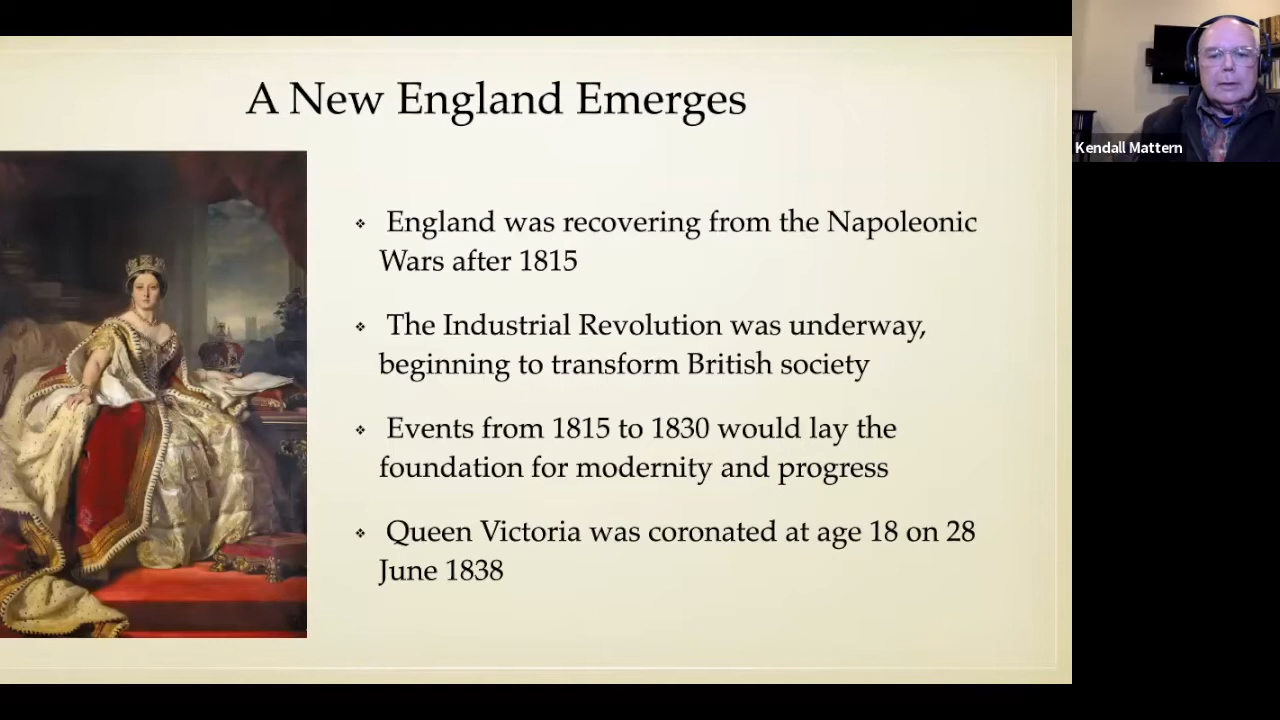 A New England Emerges
Kendall Mattern
❖ England was recovering from the Napoleonic
Wars after 1815
❖ The Industrial Revolution was underway,
beginning to transform British society
❖ Events from 1815 to 1830 would lay the
foundation for modernity and progress
❖ Queen Victoria was coronated at age 18 on 28
June 1838